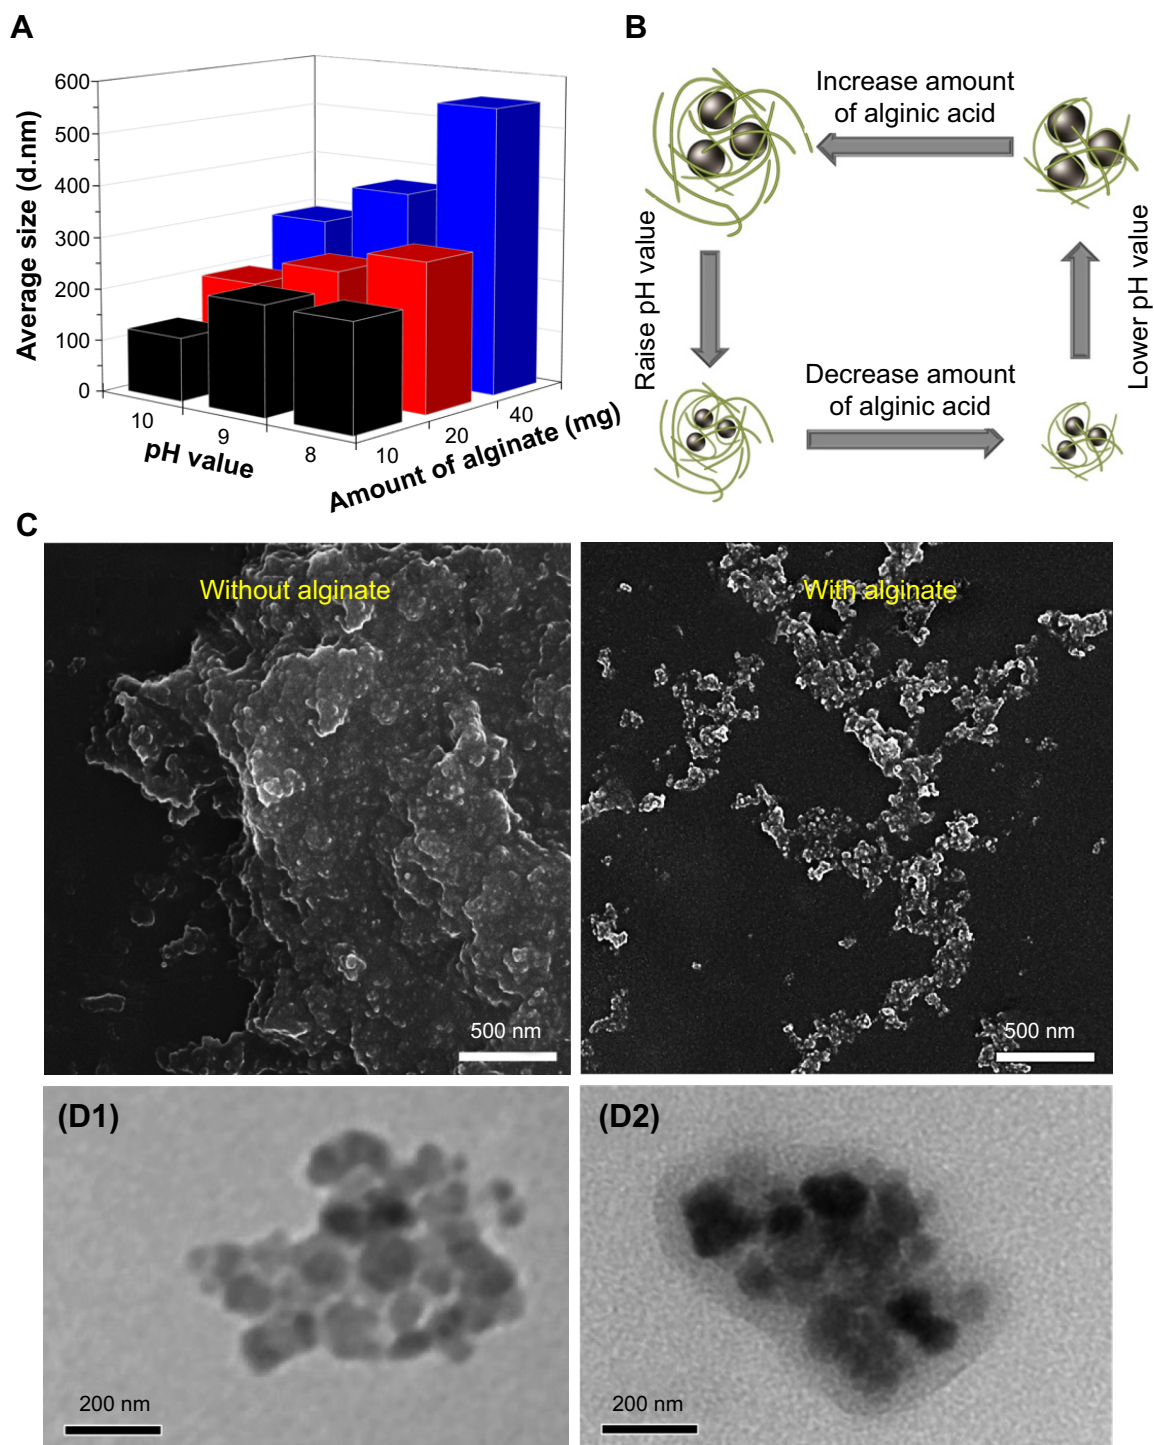 A
600
500
400
300
200
100
0
Average size (d.nm)
10
9
8
pH value
10
20
40
Amount of alginate (mg)
B
Increase amount
of alginic acid
Raise pH value
Lower pH value
Decrease amount
of alginic acid
C
Without alginate
500 nm
With alginate
500 nm
(D1)
200 nm
(D2)
200 nm